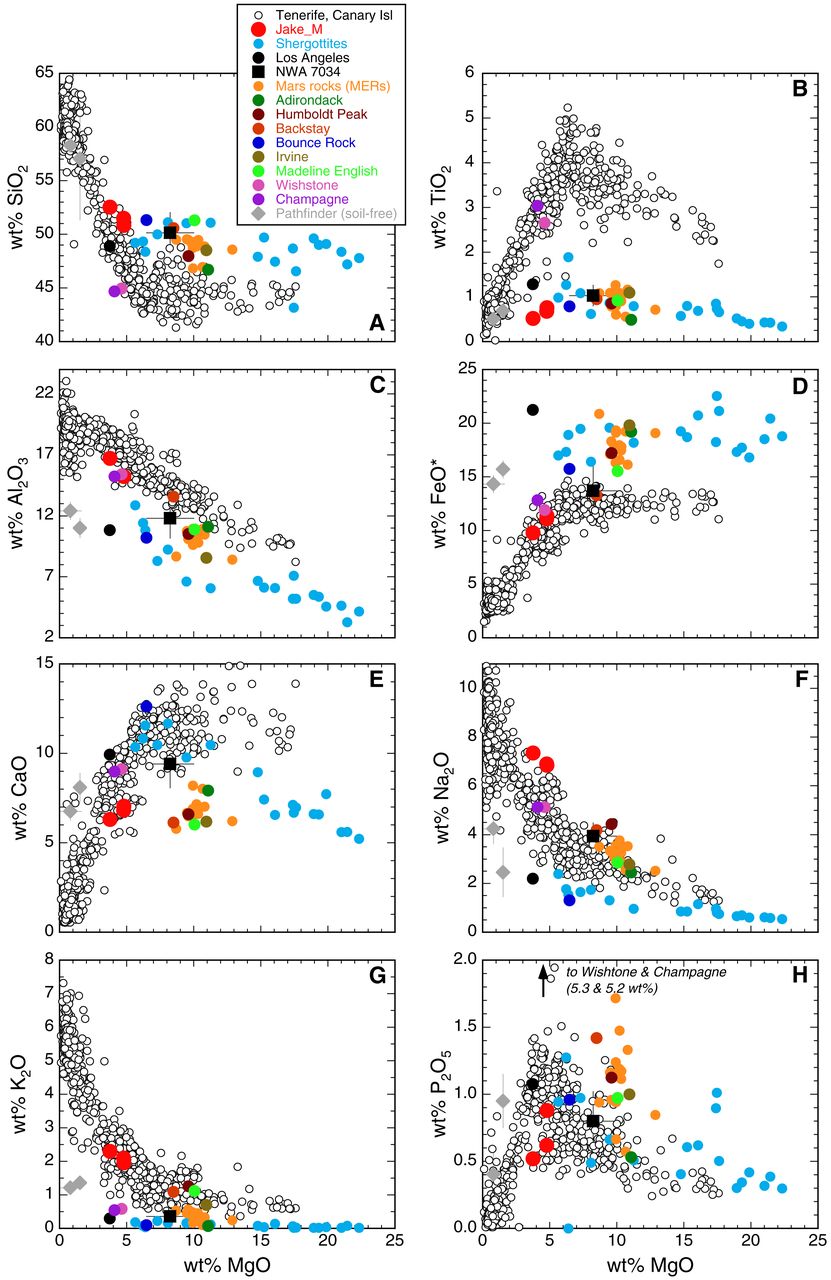 Tenerife, Canary Isl
Jake_M
Shergottites
Los Angeles
NWA 7034
Mars rocks (MERs)
Adirondack
Humboldt Peak
Backstay
Bounce Rock
Irvine
Madeline English
Wishstone
Champagne
Pathfinder (soil-free)
65
60
55
50
45
40
wt% SiO2
A
6
5
4
3
2
1
0
wt% TiO2
B
22
17
12
7
2
wt% Al2O3
C
25
20
15
10
5
0
wt% FeO*
D
15
10
5
0
wt% CaO
E
10
8
6
4
2
0
wt% Na2O
F
8
7
6
5
4
3
2
1
0
wt% K2O
G
0 5 10 15 20 25
wt% MgO
2.0
1.5
1.0
0.5
0.0
wt% P2O5
to Wishtone & Champagne
(5.3 & 5.2 wt%)
H
0 5 10 15 20 25
wt% MgO